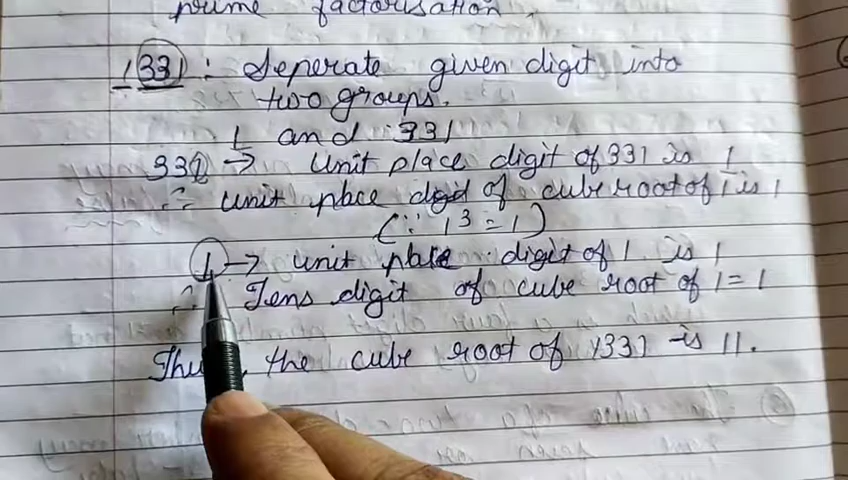 prime factorisation
1331 : Seperate given digit into
two groups.
1 and 331
331 → Unit place digit of 331 is 1
∴ unit place digit of cube root of 1 is 1
(∵ 1³ = 1)
1 → unit place digit of 1 is 1
∴ Tens digit of cube root of 1 = 1
Thus, the cube root of 1331 is 11.